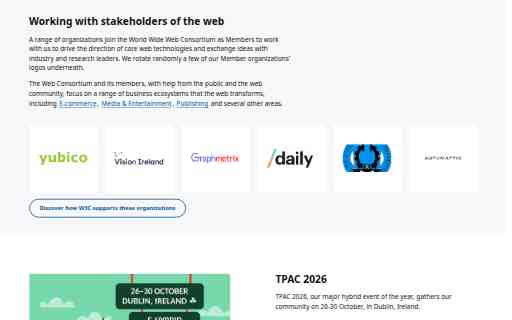 Working with stakeholders of the web
A range of organizations join the World Wide Web Consortium as Members to work
with us to drive the direction of core web technologies and exchange ideas with
industry and research leaders. We rotate randomly a few of our Member organizations'
logos underneath.
The Web Consortium and its members, with help from the public and the web
community, focus on a range of business ecosystems that the web transforms,
including E-commerce, Media & Entertainment, Publishing and several other areas.
yubico
Vision Ireland
Graphmetrix
/daily
AUTOMATTIC
Discover how W3C supports these organizations
26–30 OCTOBER
DUBLIN, IRELAND ☘
TPAC 2026
TPAC 2026, our major hybrid event of the year, gathers our
community on 26-30 October, in Dublin, Ireland.